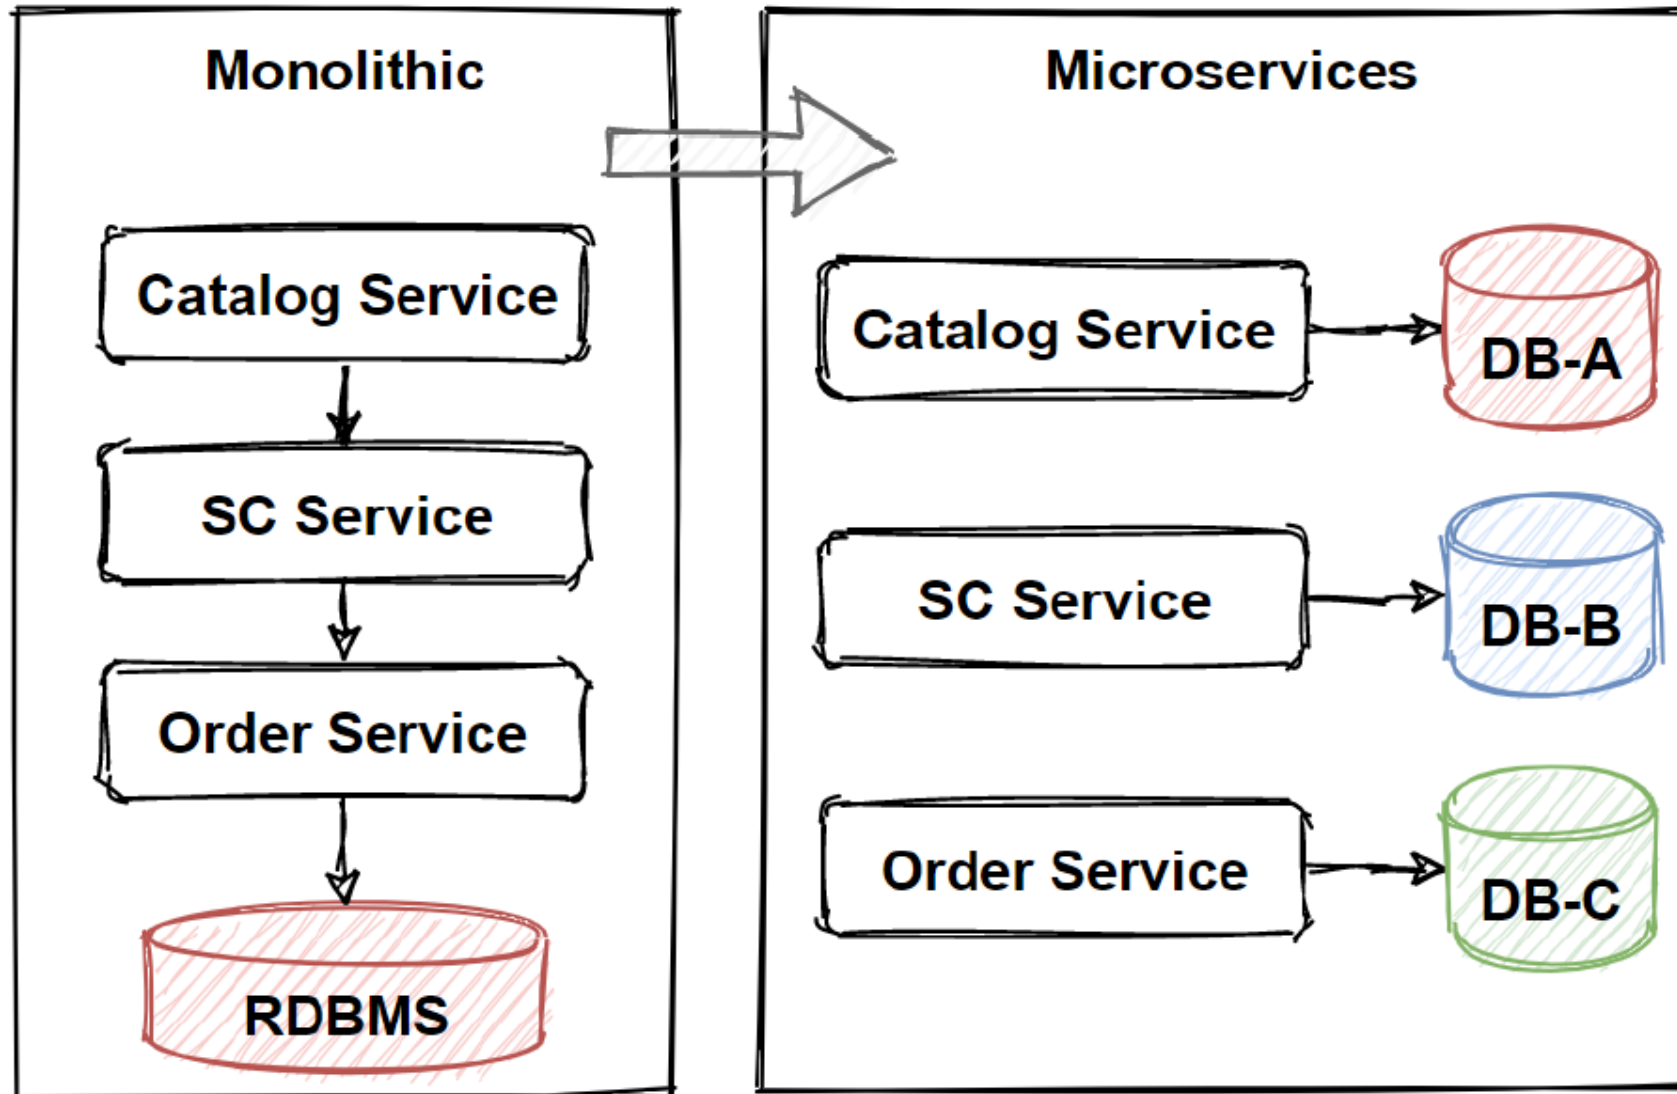 Monolithic
Catalog Service
SC Service
Order Service
RDBMS
Microservices
Catalog Service
DB-A
SC Service
DB-B
Order Service
DB-C